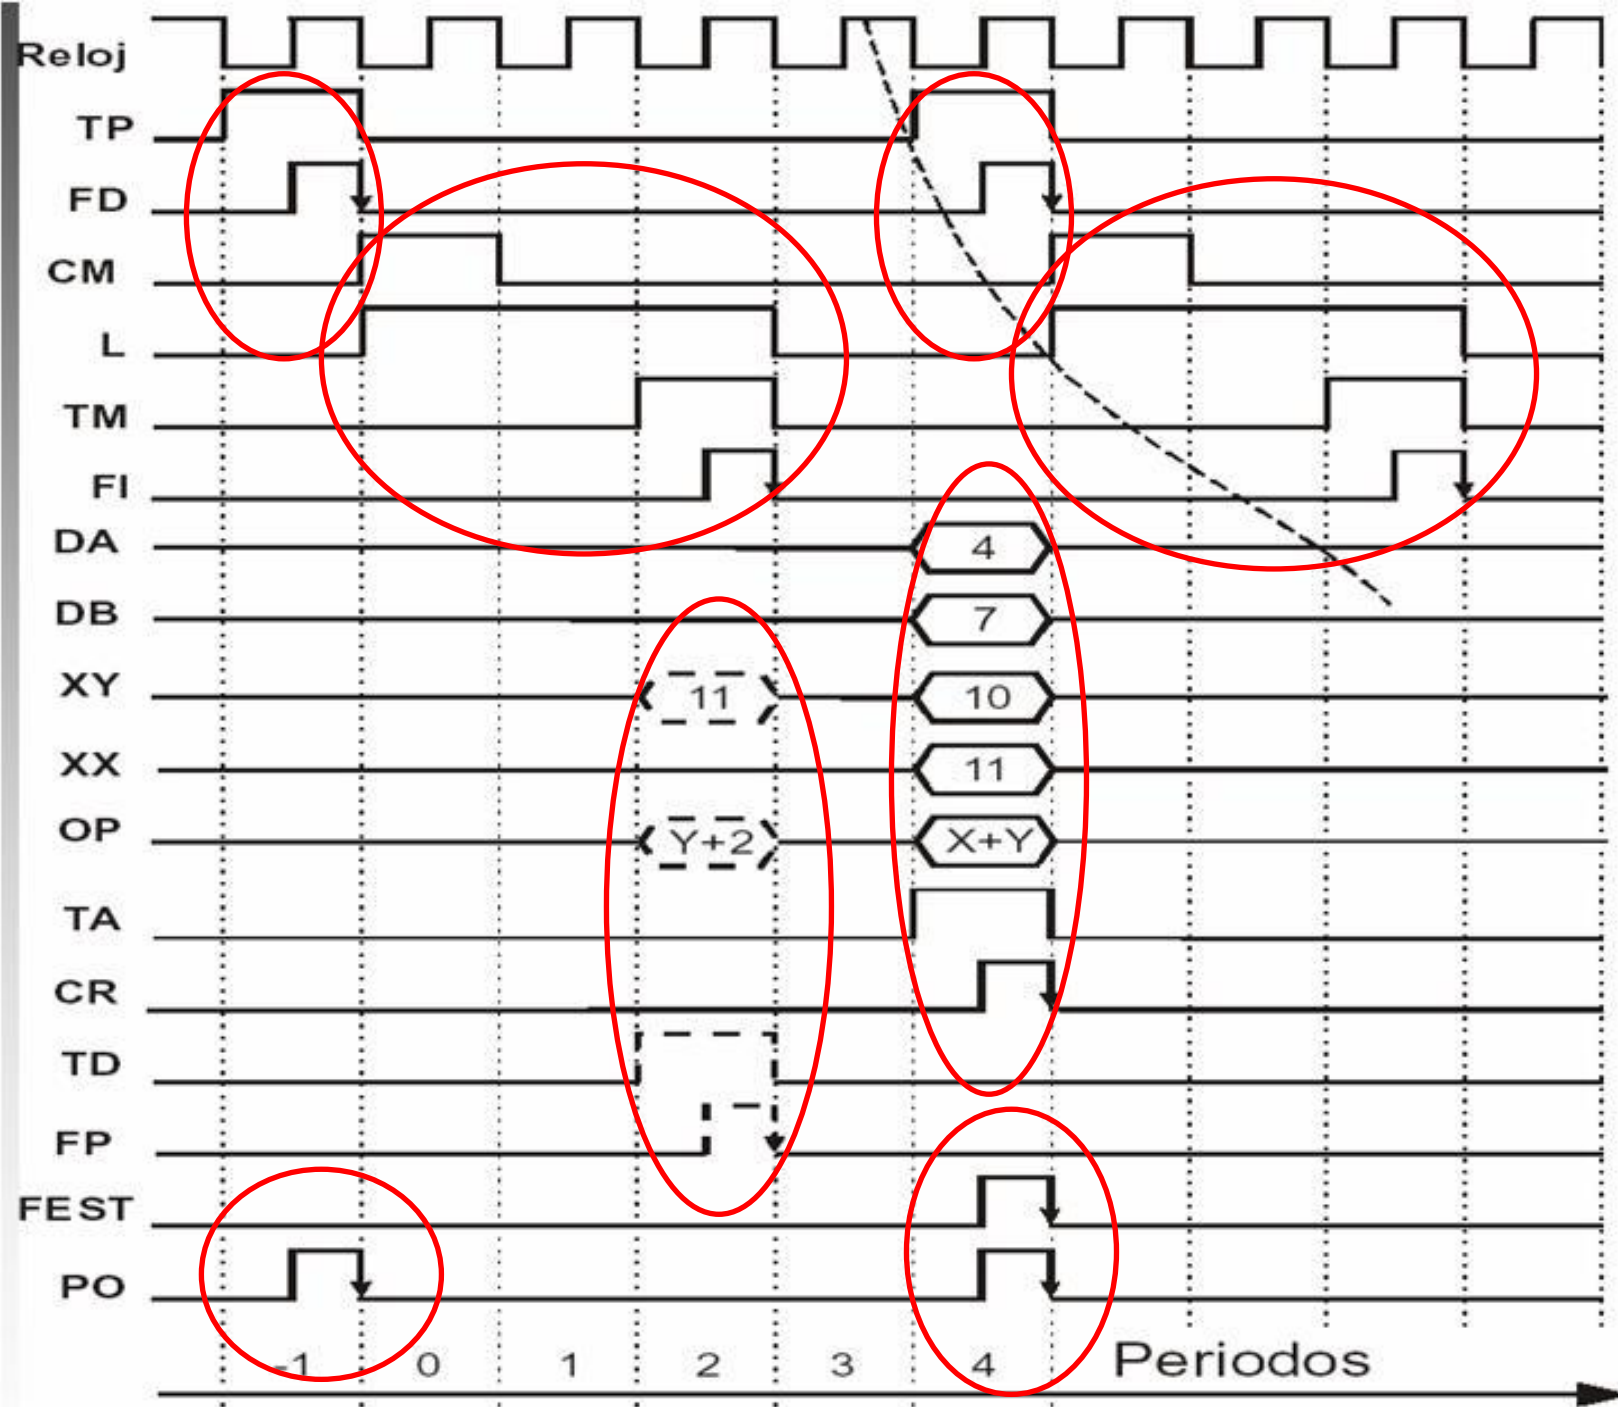 Reloj
TP
FD
CM
L
TM
FI
DA 4
DB 7
XY 11 10
XX 11
OP Y+2 X+Y
TA
CR
TD
FP
FEST
PO
-1 0 1 2 3 4 Periodos